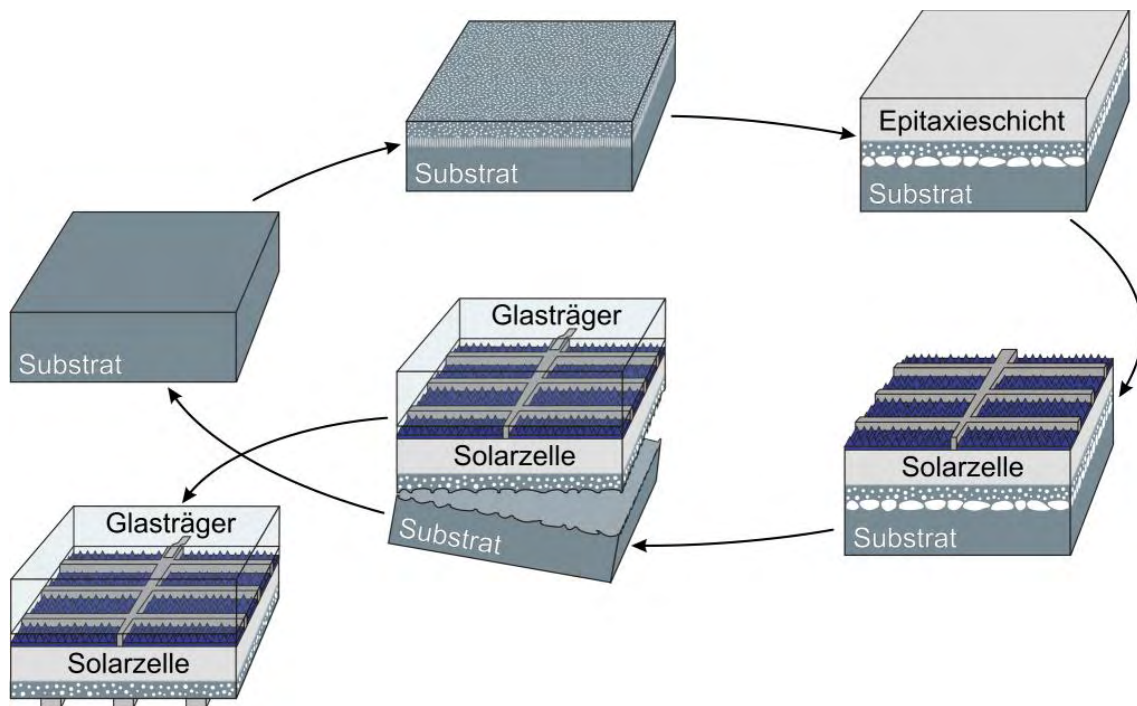 Substrat
Epitaxieschicht
Substrat
Substrat
Glasträger
Solarzelle
Substrat
Solarzelle
Substrat
Glasträger
Solarzelle